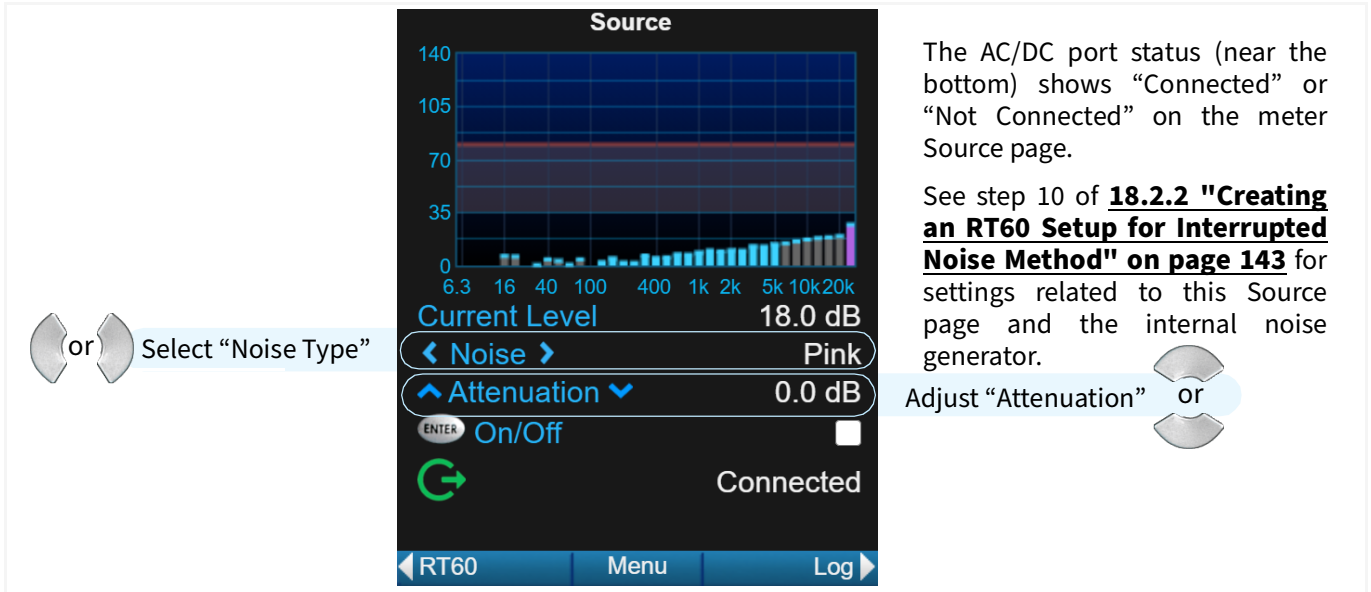 Source
140
105
70
35
0
6.3 16 40 100 400 1k 2k 5k 10k 20k
Current Level 18.0 dB
Noise Pink
Attenuation 0.0 dB
ENTER On/Off
Connected
RT60 Menu Log
or Select “Noise Type”
The AC/DC port status (near the
bottom) shows “Connected” or
“Not Connected” on the meter
Source page.
See step 10 of 18.2.2 "Creating
an RT60 Setup for Interrupted
Noise Method" on page 143 for
settings related to this Source
page and the internal noise
generator.
Adjust “Attenuation” or